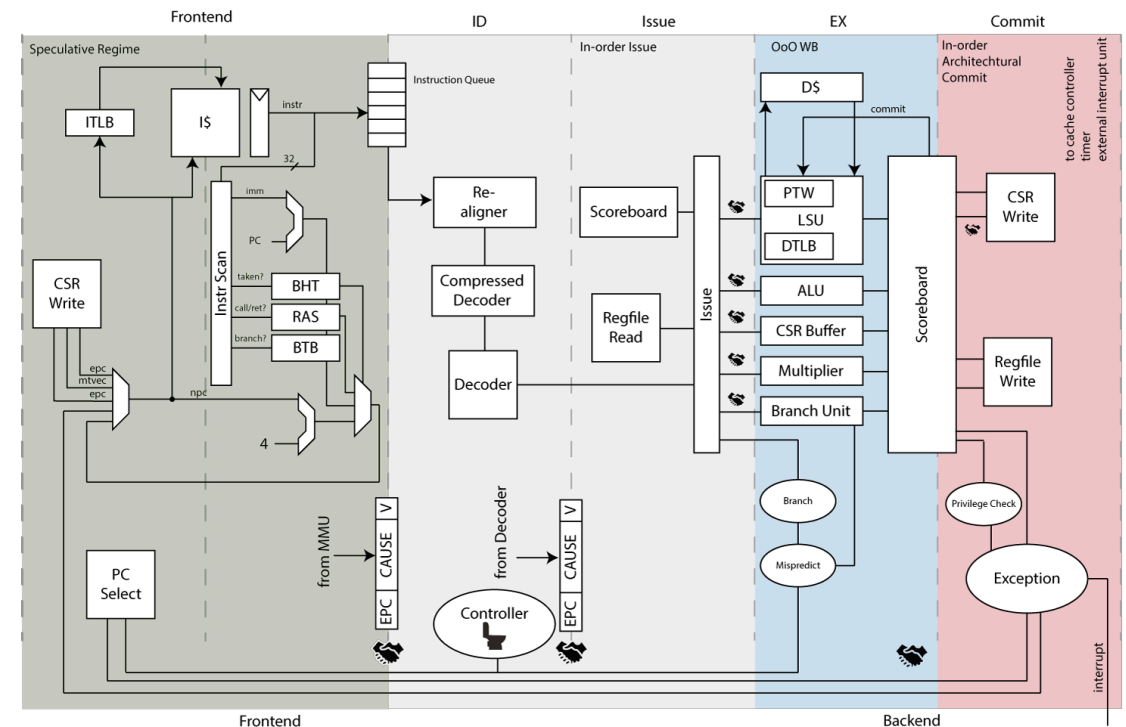 Frontend
ID
Issue
EX
Commit
Speculative Regime
In-order Issue
OoO WB
In-order
Architechtural
Commit
to cache controller
timer
external interrupt unit
Instruction Queue
ITLB
I$
instr
32
D$
commit
Re-
aligner
Scoreboard
PTW
LSU
DTLB
CSR
Write
imm
PC
Instr Scan
CSR
Write
taken?
BHT
call/ret?
RAS
branch?
BTB
Compressed
Decoder
Regfile
Read
Issue
ALU
CSR Buffer
Multiplier
Branch Unit
Scoreboard
Regfile
Write
epc
mtvec
epc
npc
4
Decoder
from MMU
EPC
CAUSE
V
from Decoder
EPC
CAUSE
V
Branch
Mispredict
Privilege Check
Exception
PC
Select
Controller
interrupt
Frontend
Backend